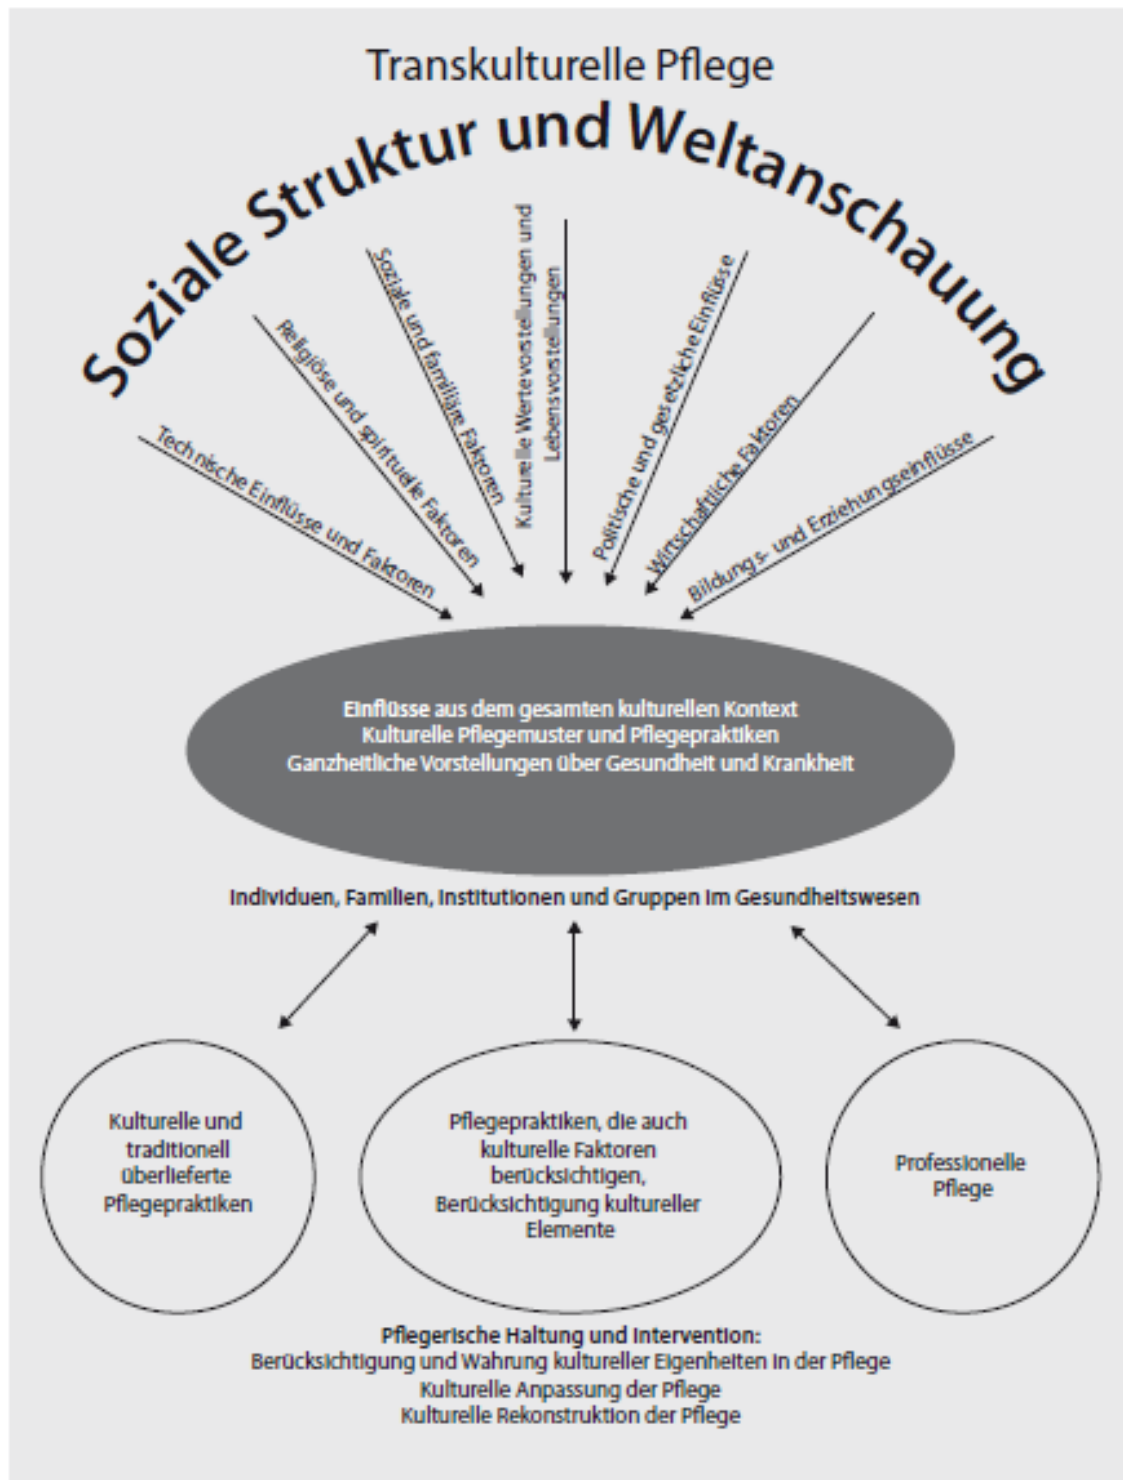 Transkulturelle Pflege
Soziale Struktur und Weltanschauung
Technische Einflüsse und Faktoren
Religiöse und spirituelle Faktoren
Soziale und familiäre Faktoren
Kulturelle Wertevorstellungen und
Lebensvorstellungen
Politische und gesetzliche Einflüsse
Wirtschaftliche Faktoren
Bildungs- und Erziehungseinflüsse
Einflüsse aus dem gesamten kulturellen Kontext
Kulturelle Pflegemuster und Pflegepraktiken
Ganzheitliche Vorstellungen über Gesundheit und Krankheit
Individuen, Familien, Institutionen und Gruppen im Gesundheitswesen
Kulturelle und
traditionell
überlieferte
Pflegepraktiken
Pflegepraktiken, die auch
kulturelle Faktoren
berücksichtigen,
Berücksichtigung kultureller
Elemente
Professionelle
Pflege
Pflegerische Haltung und Intervention:
Berücksichtigung und Wahrung kultureller Eigenheiten in der Pflege
Kulturelle Anpassung der Pflege
Kulturelle Rekonstruktion der Pflege